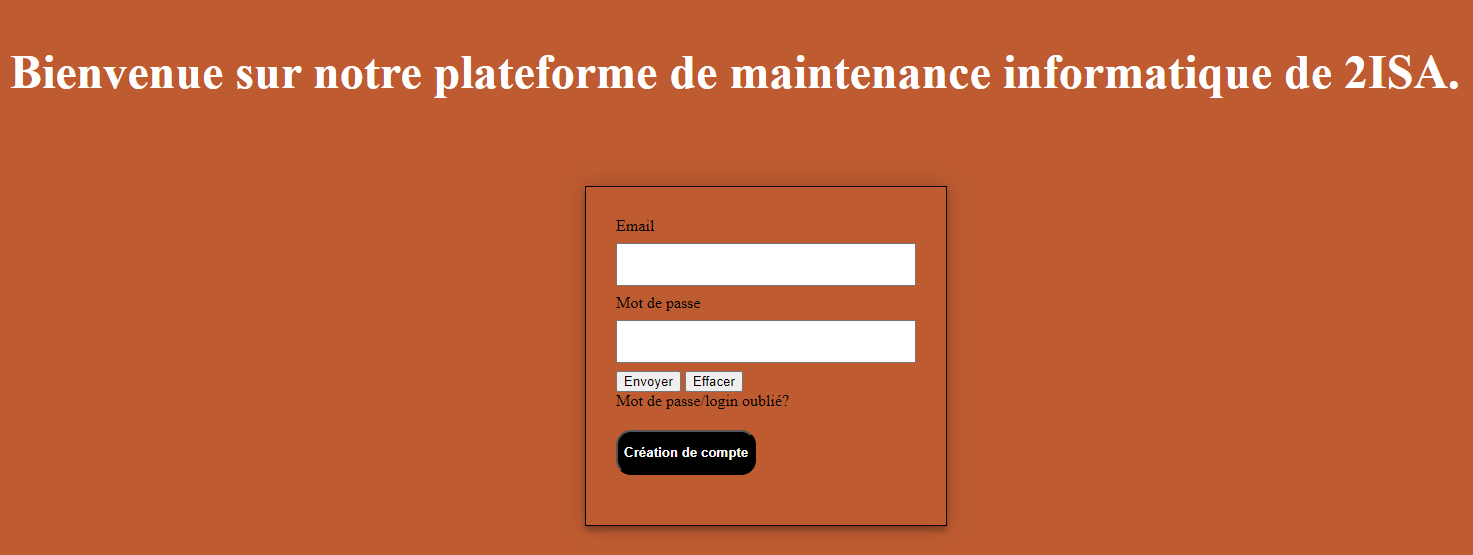 Bienvenue sur notre plateforme de maintenance informatique de 2ISA.
Email
Mot de passe
Envoyer Effacer
Mot de passe/login oublié?
Création de compte